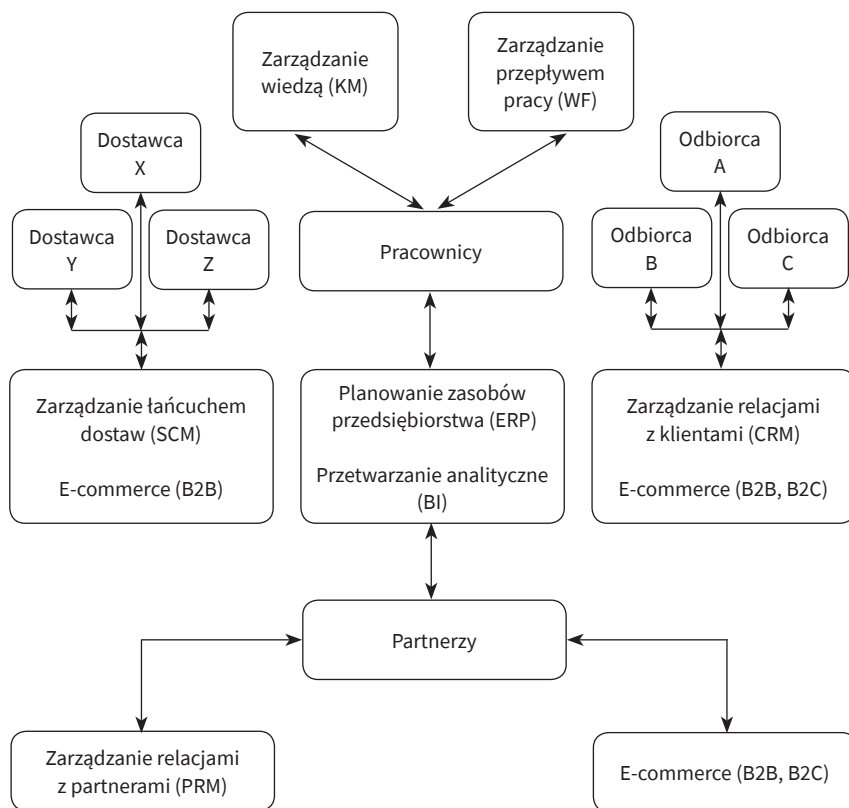 Zarządzanie
wiedzą (KM)
Zarządzanie
przepływem
pracy (WF)
Dostawca
X
Odbiorca
A
Dostawca
Y
Dostawca
Z
Pracownicy
Odbiorca
B
Odbiorca
C
Zarządzanie łańcuchem
dostaw (SCM)
E-commerce (B2B)
Planowanie zasobów
przedsiębiorstwa (ERP)
Przetwarzanie analityczne
(BI)
Zarządzanie relacjami
z klientami (CRM)
E-commerce (B2B, B2C)
Partnerzy
Zarządzanie relacjami
z partnerami (PRM)
E-commerce (B2B, B2C)